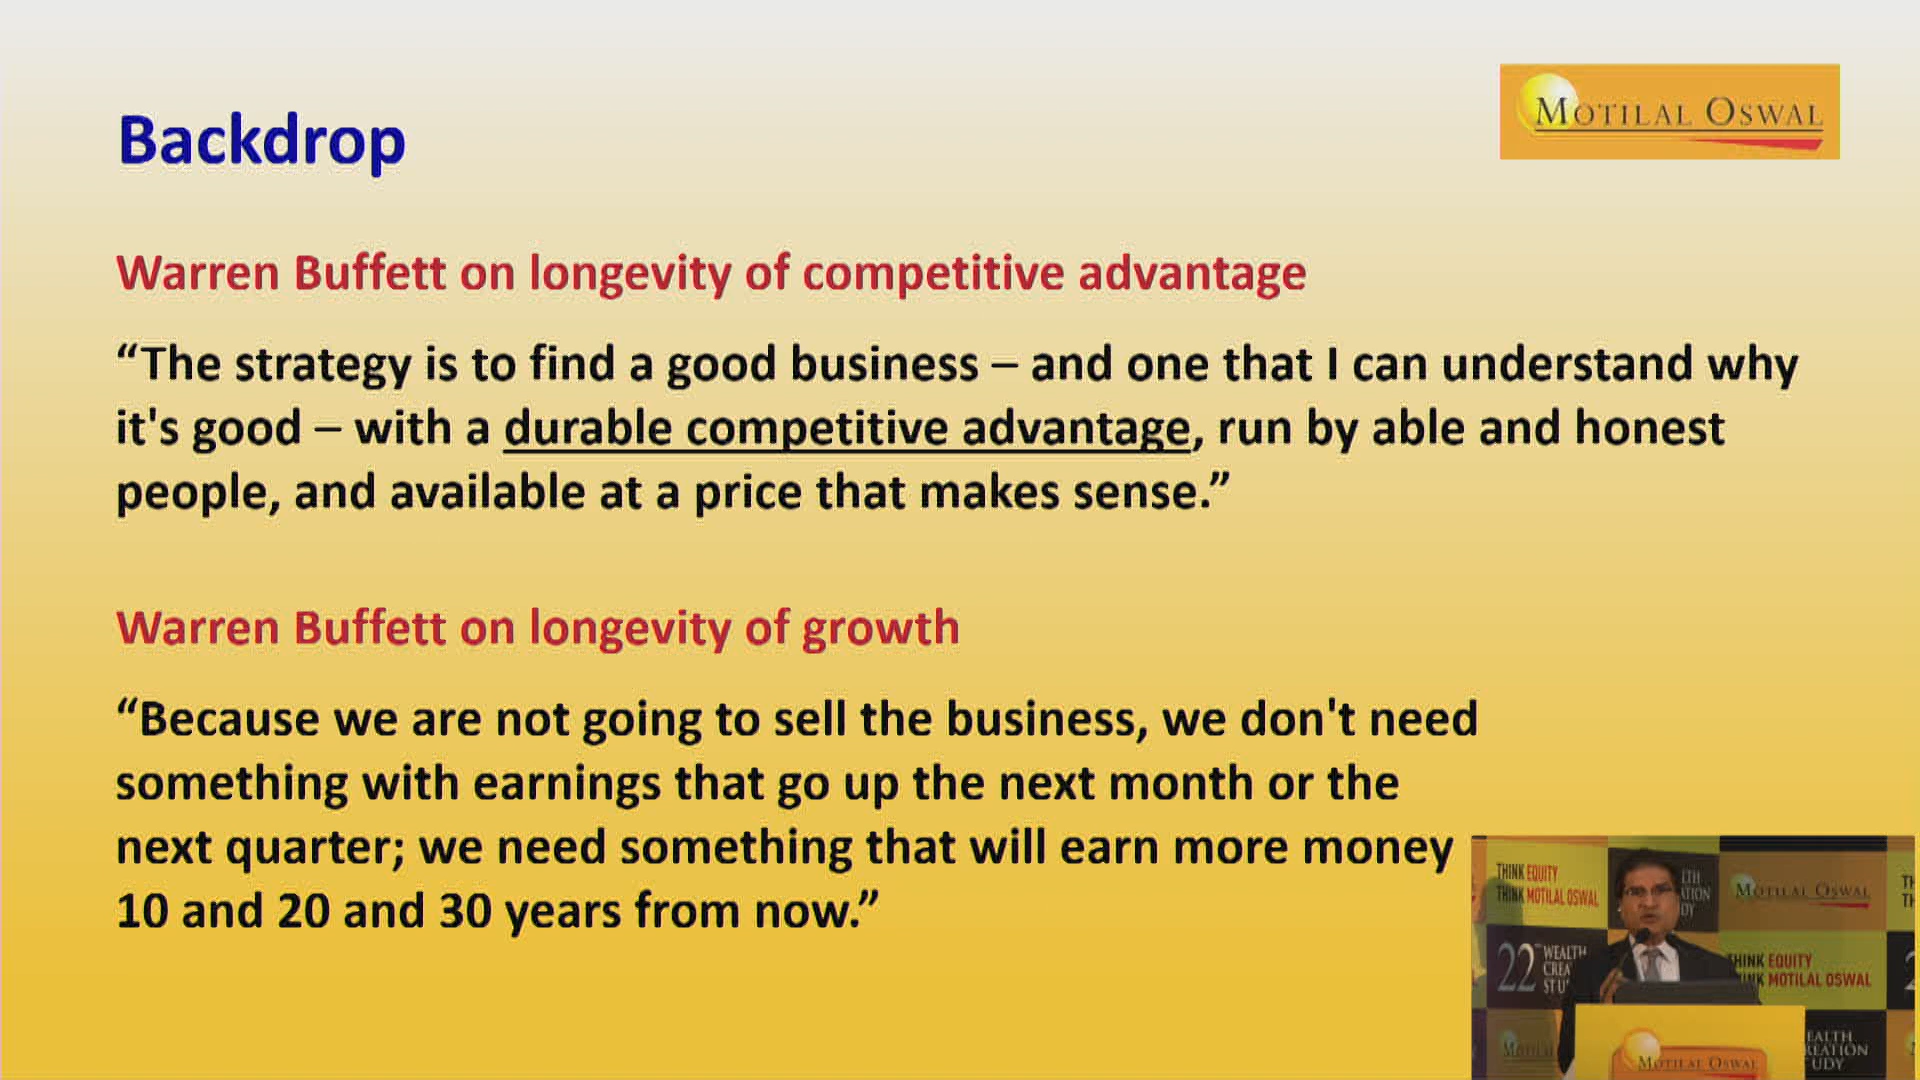 Backdrop
MOTILAL OSWAL
Warren Buffett on longevity of competitive advantage
“The strategy is to find a good business – and one that I can understand why
it's good – with a durable competitive advantage, run by able and honest
people, and available at a price that makes sense.”
Warren Buffett on longevity of growth
“Because we are not going to sell the business, we don't need
something with earnings that go up the next month or the
next quarter; we need something that will earn more money
10 and 20 and 30 years from now.”
THINK EQUITY
THINK MOTILAL OSWAL
MOTILAL OSWAL
22 WEALTH
THINK EQUITY
MOTILAL OSWAL
MOTILAL OSWAL